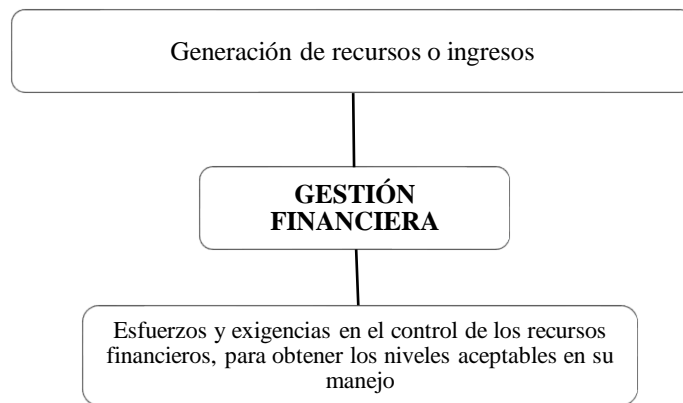 Generación de recursos o ingresos
GESTIÓN
FINANCIERA
Esfuerzos y exigencias en el control de los recursos
financieros, para obtener los niveles aceptables en su
manejo